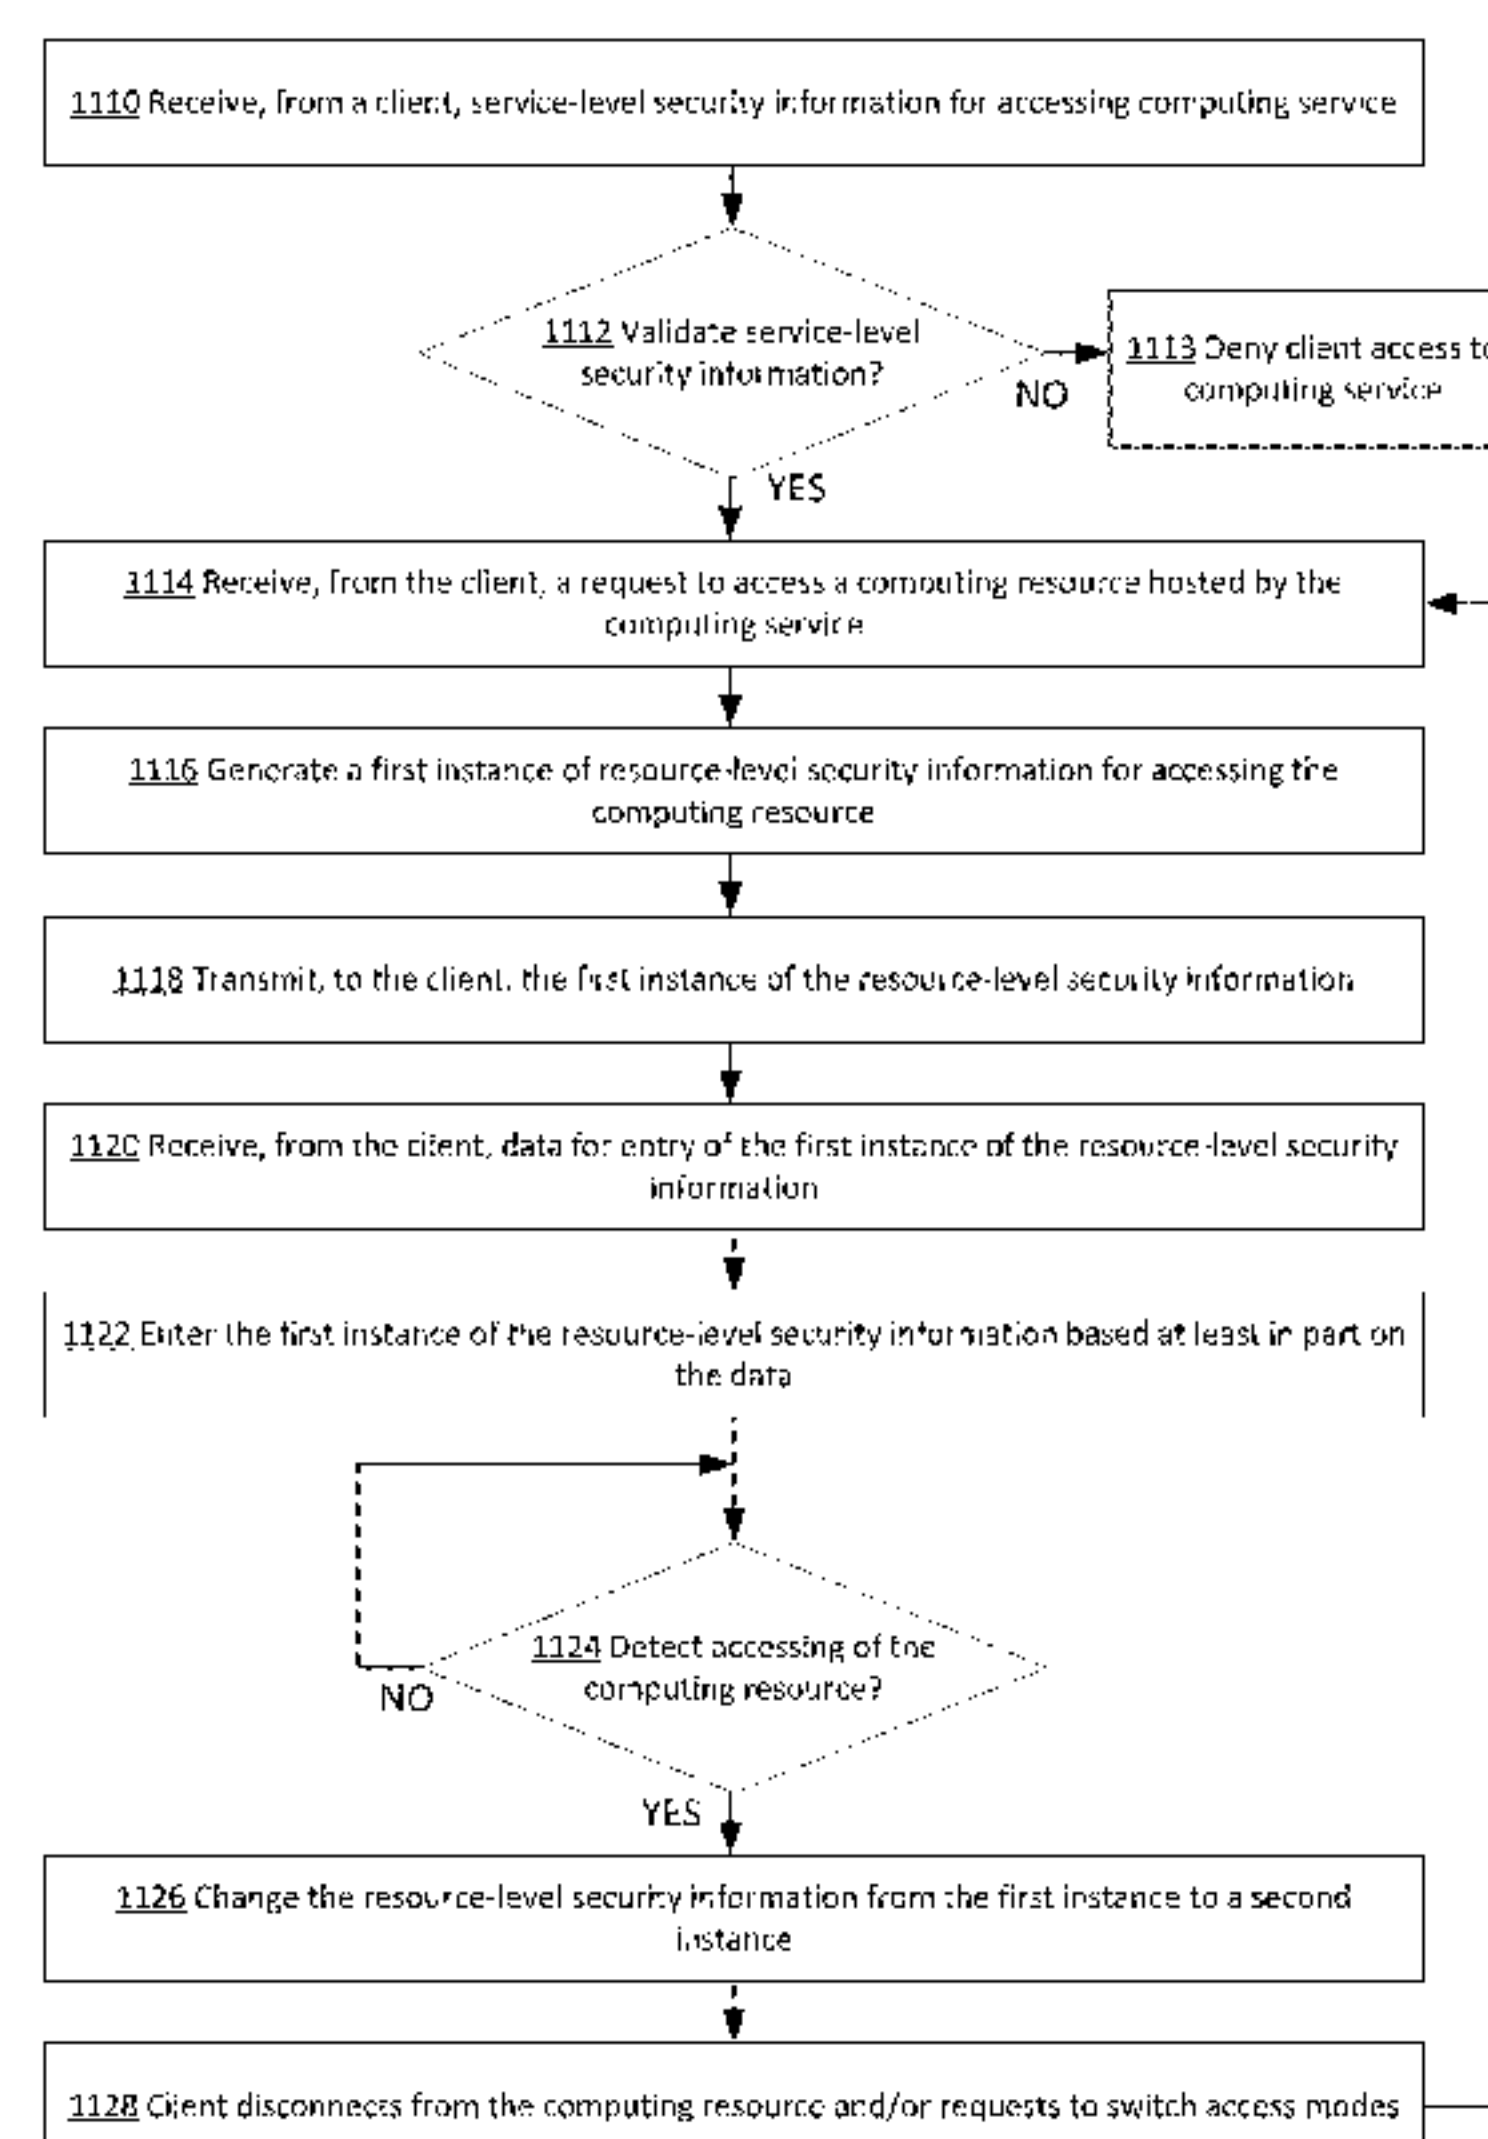 1110 Receive, from a client, service-level security information for accessing computing service
1112 Validate service-level
security information?
NO
1113 Deny client access to
computing service
YES
1114 Receive, from the client, a request to access a computing resource hosted by the
computing service
1116 Generate a first instance of resource-level security information for accessing the
computing resource
1118 Transmit, to the client, the first instance of the resource-level security information
1120 Receive, from the client, data for entry of the first instance of the resource-level security
information
1122 Enter the first instance of the resource-level security information based at least in part on
the data
1124 Detect accessing of the
computing resource?
NO
YES
1126 Change the resource-level security information from the first instance to a second
instance
1128 Client disconnects from the computing resource and/or requests to switch access modes